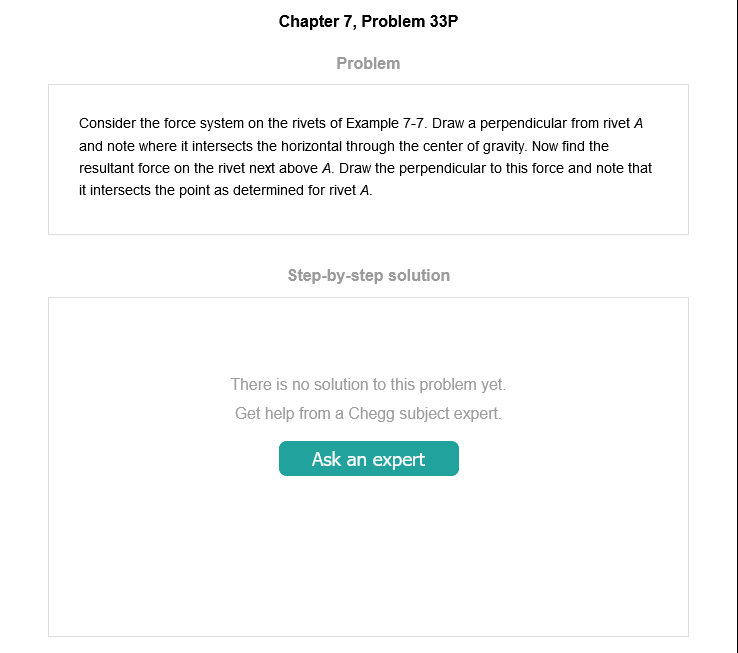 Chapter 7, Problem 33P
Problem
Consider the force system on the rivets of Example 7-7. Draw a perpendicular from rivet A
and note where it intersects the horizontal through the center of gravity. Now find the
resultant force on the rivet next above A. Draw the perpendicular to this force and note that
it intersects the point as determined for rivet A.
Step-by-step solution
There is no solution to this problem yet.
Get help from a Chegg subject expert.
Ask an expert